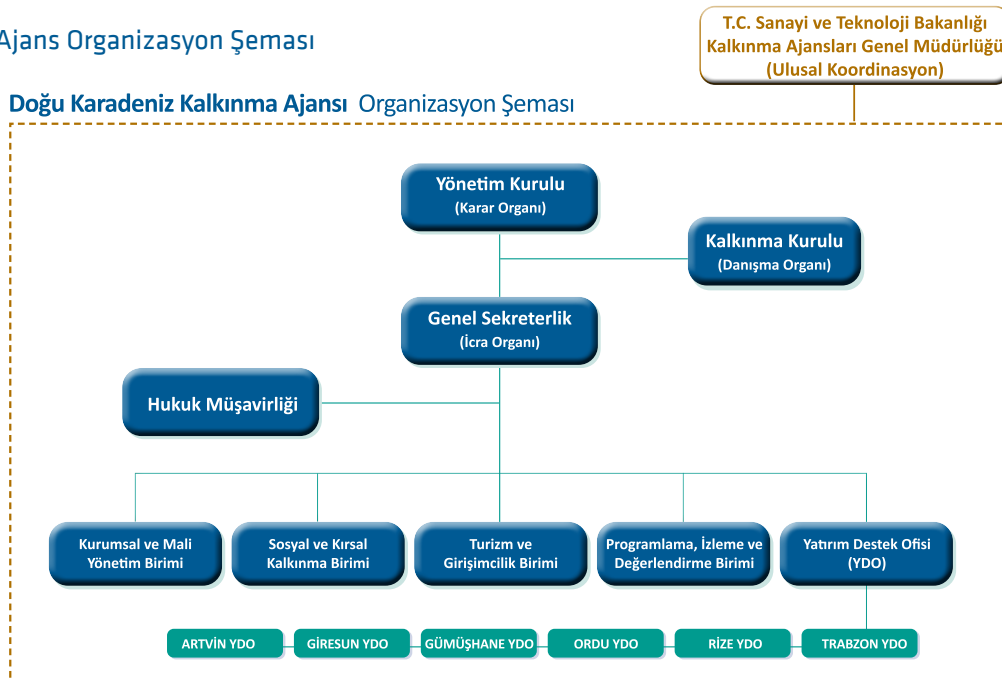 Ajans Organizasyon Şeması
T.C. Sanayi ve Teknoloji Bakanlığı
Kalkınma Ajansları Genel Müdürlüğü
(Ulusal Koordinasyon)
Doğu Karadeniz Kalkınma Ajansı Organizasyon Şeması
Yönetim Kurulu
(Karar Organı)
Kalkınma Kurulu
(Danışma Organı)
Genel Sekreterlik
(İcra Organı)
Hukuk Müşavirliği
Kurumsal ve Mali
Yönetim Birimi
Sosyal ve Kırsal
Kalkınma Birimi
Turizm ve
Girişimcilik Birimi
Programlama, İzleme ve
Değerlendirme Birimi
Yatırım Destek Ofisi
(YDO)
ARTVİN YDO
GİRESUN YDO
GÜMÜŞHANE YDO
ORDU YDO
RİZE YDO
TRABZON YDO